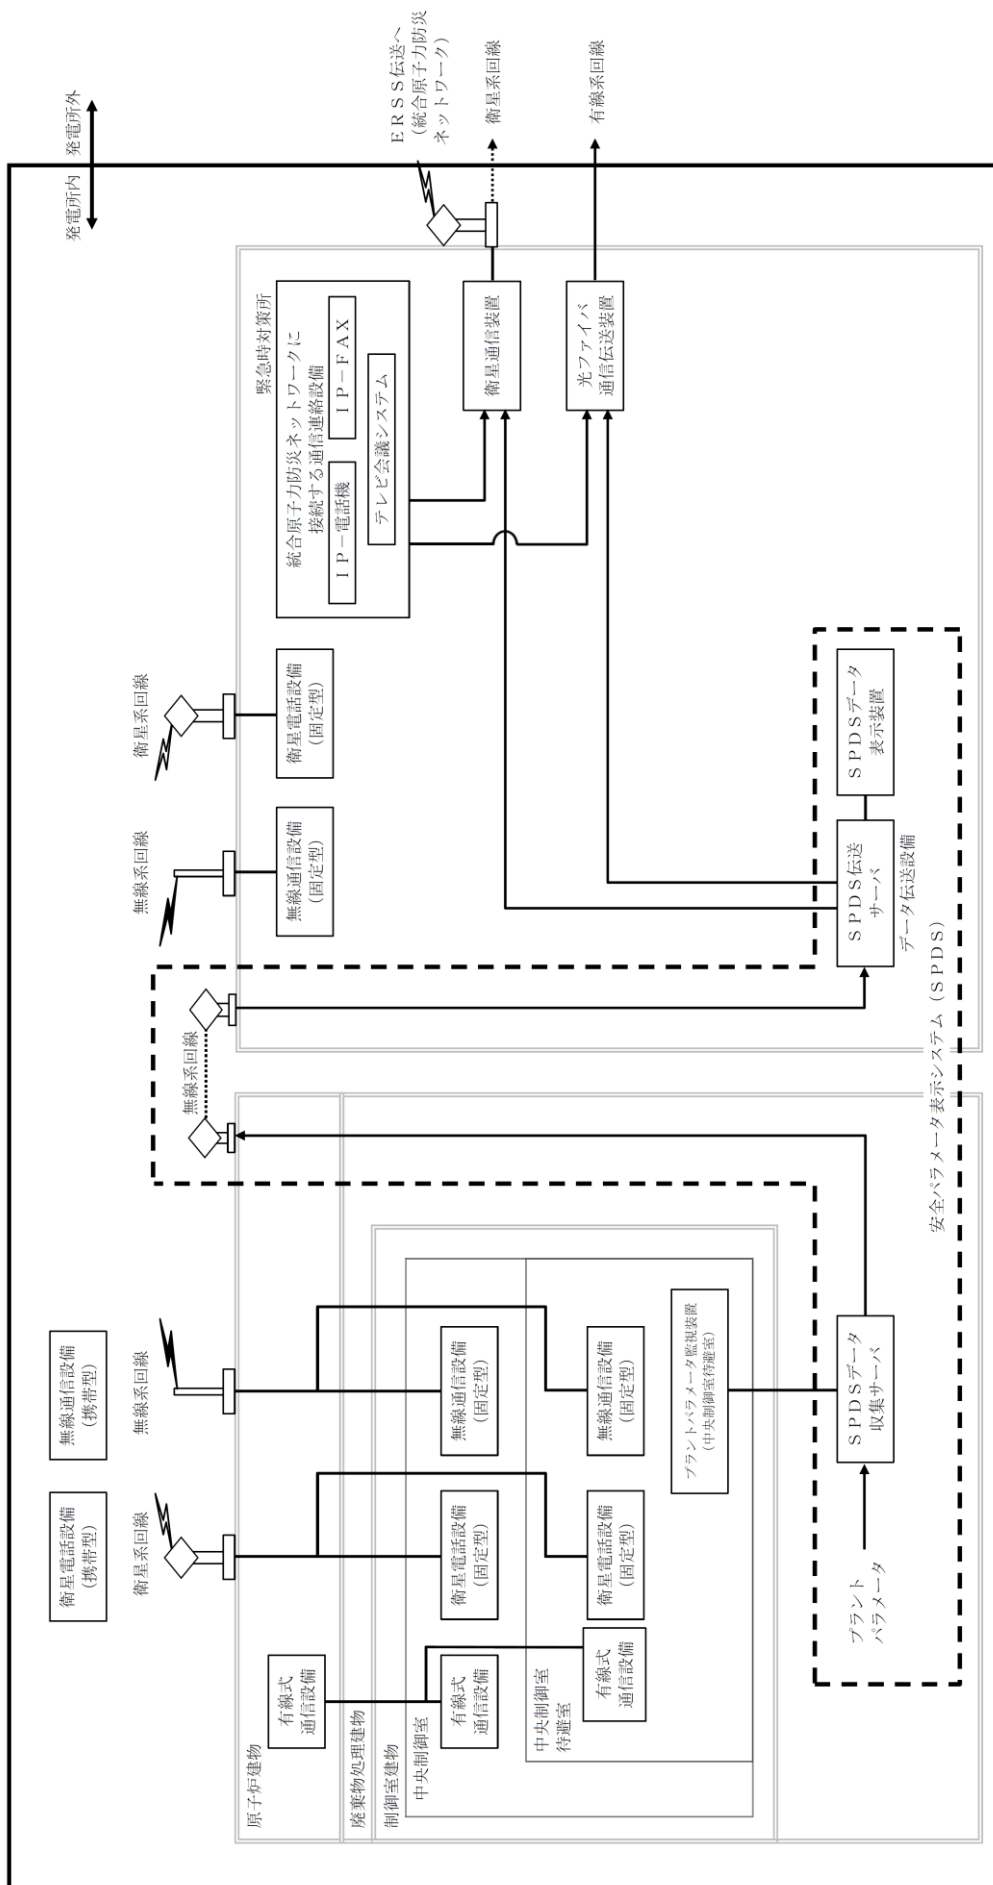 発電所内
発電所外
衛星電話設備
（携帯型）
無線通信設備
（携帯型）
衛星系回線
無線系回線
無線系回線
無線系回線
衛星系回線
ＥＲＳＳ伝送へ
（統合原子力防災
ネットワーク）
衛星系回線
有線系回線
原子炉建物
有線式
通信設備
廃棄物処理建物
制御室建物
中央制御室
有線式
通信設備
衛星電話設備
（固定型）
無線通信設備
（固定型）
中央制御室
待避室
有線式
通信設備
衛星電話設備
（固定型）
無線通信設備
（固定型）
プラントパラメータ監視装置
（中央制御室待避室）
プラント
パラメータ
ＳＰＤＳデータ
収集サーバ
安全パラメータ表示システム（ＳＰＤＳ）
緊急時対策所
無線通信設備
（固定型）
衛星電話設備
（固定型）
統合原子力防災ネットワークに
接続する通信連絡設備
ＩＰ－電話機
ＩＰ－ＦＡＸ
テレビ会議システム
衛星通信装置
光ファイバ
通信伝送装置
ＳＰＤＳ伝送
サーバ
データ伝送設備
ＳＰＤＳデータ
表示装置